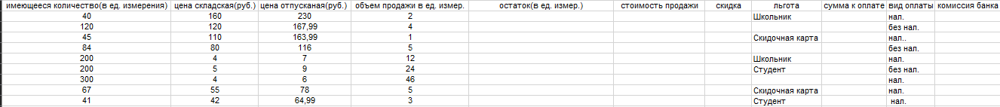 имеющееся количество(в ед. измерения) цена складская(руб.) цена отпусканая(руб.) объем продажи в ед. измер. остаток(в ед. измер.) стоимость продажи скидка льгота сумма к оплате вид оплаты комиссия банка
40 160 230 2 Школьник нал.
120 120 167,99 4 без нал.
45 110 163,99 1 Скидочная карта нал..
84 80 116 5 без нал.
200 4 7 12 Школьник нал.
200 5 9 24 Студент без нал.
300 4 6 46 нал.
67 55 78 5 Скидочная карта нал.
41 42 64,99 3 Студент нал.